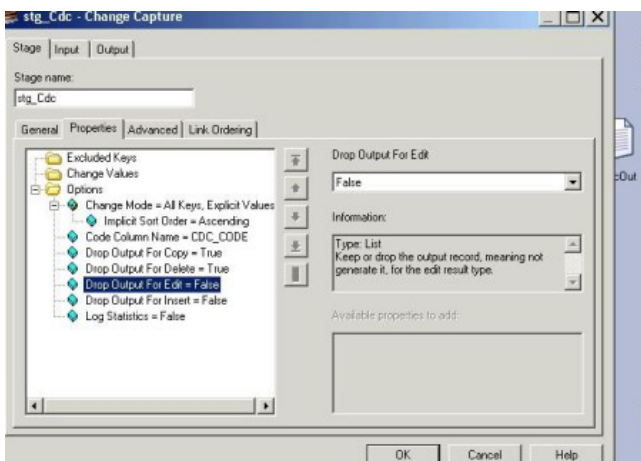 stg_Cdc - Change Capture
Stage Input Output
Stage name:
stg_Cdc
General Properties Advanced Link Ordering
Excluded Keys
Change Values
Options
Change Mode = All Keys, Explicit Values
Implicit Sort Order = Ascending
Code Column Name = CDC_CODE
Drop Output For Copy = True
Drop Output For Delete = True
Drop Output For Edit = False
Drop Output For Insert = False
Log Statistics = False
Drop Output For Edit
False
Information:
Type: List
Keep or drop the output record, meaning not
generate it, for the edit result type.
Available properties to add:
cOut
OK Cancel Help